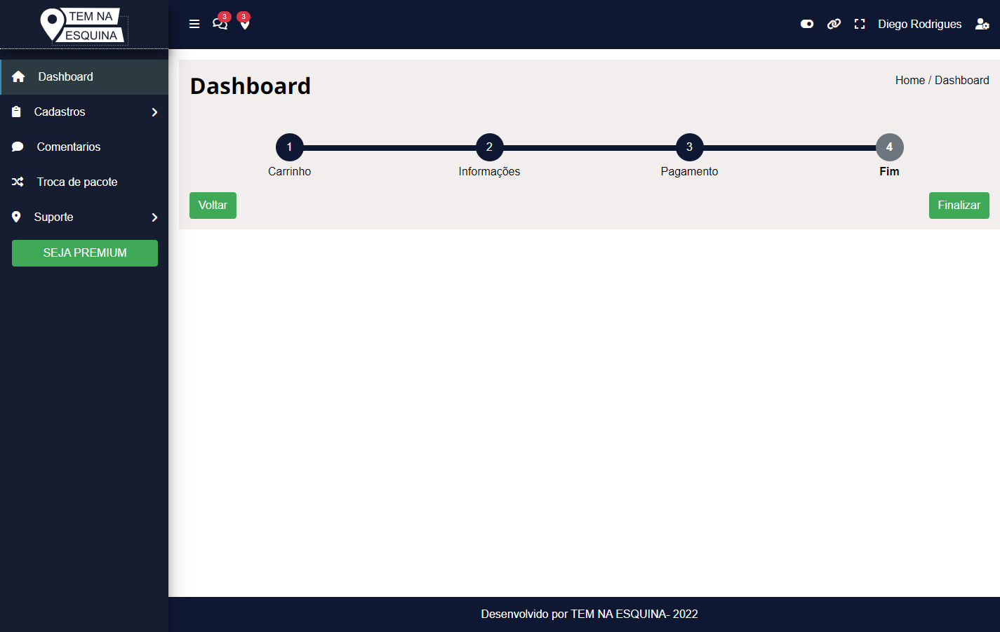 TEM NA
ESQUINA
3
3
Diego Rodrigues
Dashboard
Cadastros
Comentarios
Troca de pacote
Suporte
SEJA PREMIUM
Dashboard
Home / Dashboard
1
2
3
4
Carrinho
Informações
Pagamento
Fim
Voltar
Finalizar
Desenvolvido por TEM NA ESQUINA- 2022